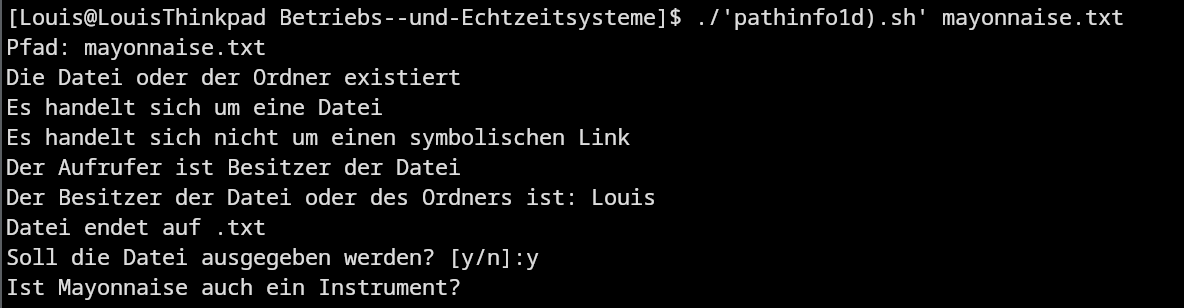 [Louis@LouisThinkpad Betriebs--und-Echtzeitsysteme]$ ./'pathinfo1d).sh' mayonnaise.txt
Pfad: mayonnaise.txt
Die Datei oder der Ordner existiert
Es handelt sich um eine Datei
Es handelt sich nicht um einen symbolischen Link
Der Aufrufer ist Besitzer der Datei
Der Besitzer der Datei oder des Ordners ist: Louis
Datei endet auf .txt
Soll die Datei ausgegeben werden? [y/n]:y
Ist Mayonnaise auch ein Instrument?